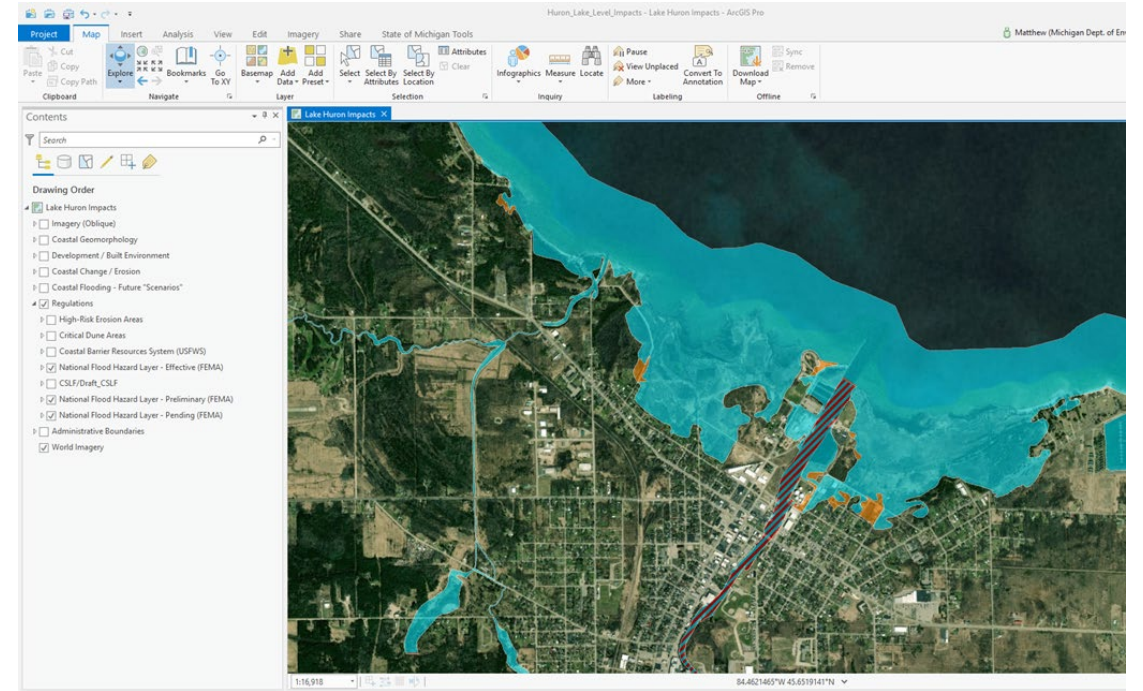 Huron_Lake_Level_Impacts - Lake Huron Impacts - ArcGIS Pro
Project Map Insert Analysis View Edit Imagery Share State of Michigan Tools
Matthew (Michigan Dept. of En
Paste
Cut
Copy
Copy Path
Clipboard
Explore
Bookmarks
Go To XY
Navigate
Basemap
Add Data
Add Preset
Layer
Select
Select By Attributes
Select By Location
Attributes
Clear
Selection
Infographics
Measure
Locate
Inquiry
Pause
View Unplaced
More
Convert To Annotation
Labeling
Download Map
Sync
Remove
Offline
Contents
Search
Drawing Order
Lake Huron Impacts
Imagery (Oblique)
Coastal Geomorphology
Development / Built Environment
Coastal Change / Erosion
Coastal Flooding - Future "Scenarios"
Regulations
High-Risk Erosion Areas
Critical Dune Areas
Coastal Barrier Resources System (USFWS)
National Flood Hazard Layer - Effective (FEMA)
CSLF/Draft_CSLF
National Flood Hazard Layer - Preliminary (FEMA)
National Flood Hazard Layer - Pending (FEMA)
Administrative Boundaries
World Imagery
Lake Huron Impacts
1:16,918
84.4621465°W 45.6519141°N